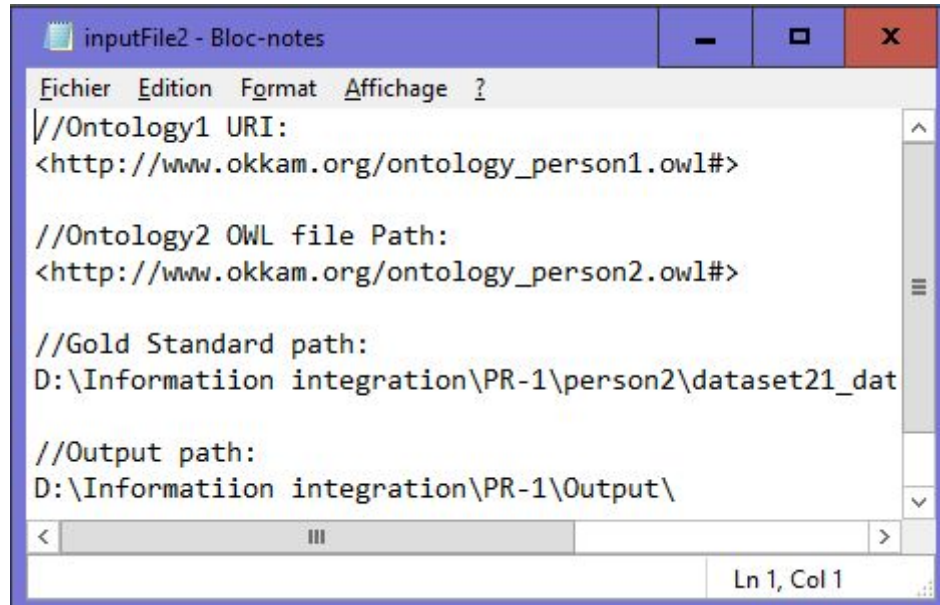 inputFile2 - Bloc-notes
Fichier Edition Format Affichage ?
//Ontology1 URI:
<http://www.okkam.org/ontology_person1.owl#>
//Ontology2 OWL file Path:
<http://www.okkam.org/ontology_person2.owl#>
//Gold Standard path:
D:\Informatiion integration\PR-1\person2\dataset21_dat
//Output path:
D:\Informatiion integration\PR-1\Output\
Ln 1, Col 1